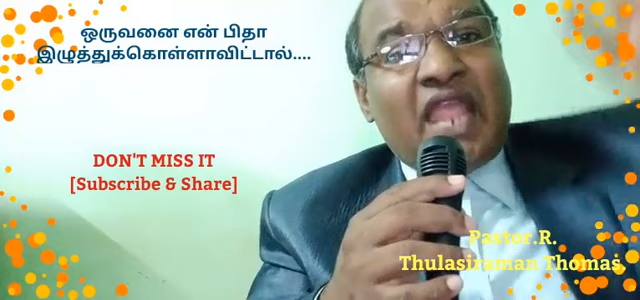 ஒருவனை என் பிதா
இழுத்துக்கொள்ளாவிட்டால்....
DON'T MISS IT
[Subscribe & Share]
Pastor.R.
Thulasiraman Thomas